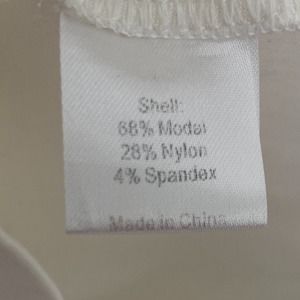 Shell:
68% Modal
28% Nylon
4% Spandex
Made in China